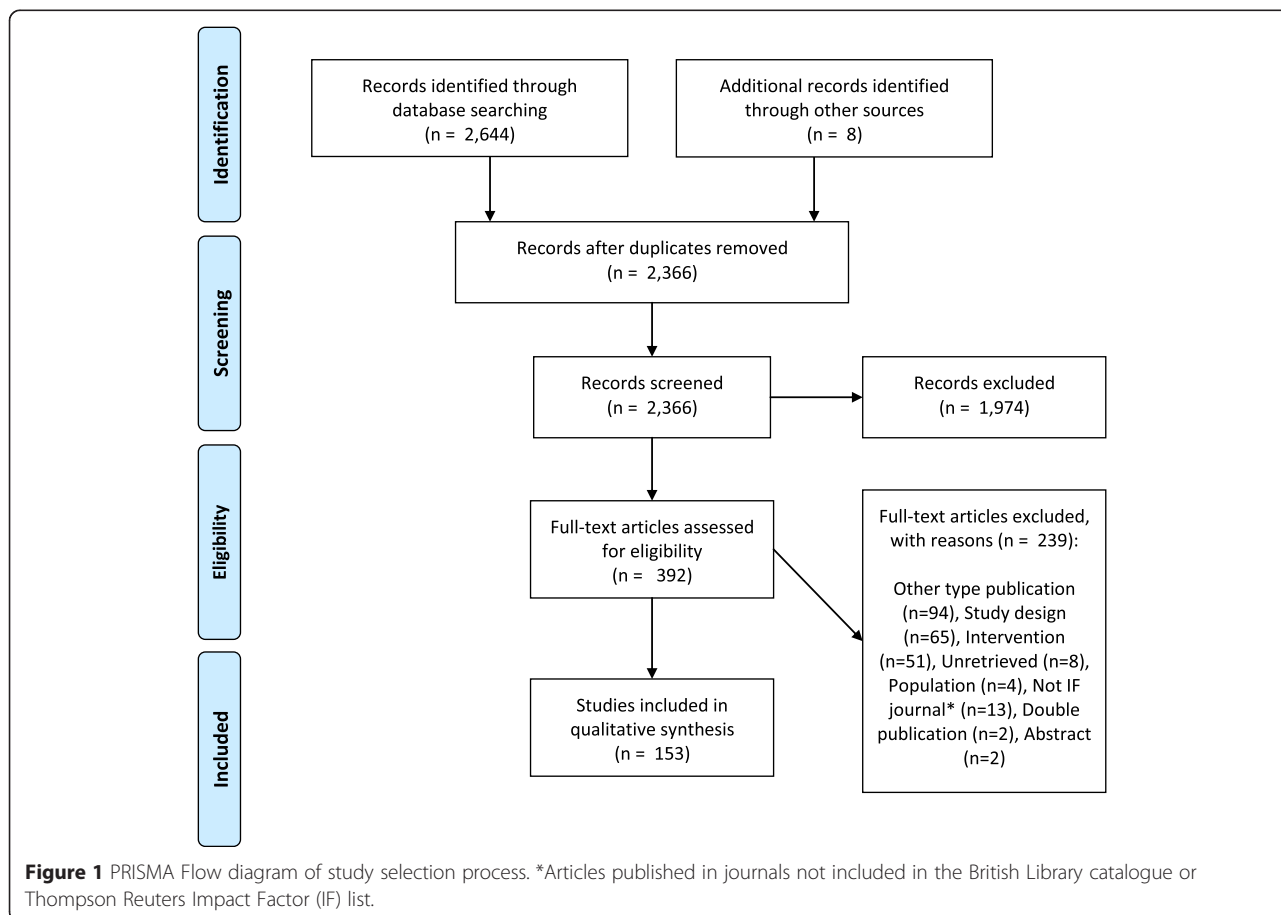 Identification
Records identified through
database searching
(n = 2,644)
Additional records identified
through other sources
(n = 8)
Screening
Records after duplicates removed
(n = 2,366)
Records screened
(n = 2,366)
Records excluded
(n = 1,974)
Eligibility
Full-text articles assessed
for eligibility
(n = 392)
Full-text articles excluded,
with reasons (n = 239):
Other type publication
(n=94), Study design
(n=65), Intervention
(n=51), Unretrieved (n=8),
Population (n=4), Not IF
journal* (n=13), Double
publication (n=2), Abstract
(n=2)
Included
Studies included in
qualitative synthesis
(n = 153)
Figure 1 PRISMA Flow diagram of study selection process. *Articles published in journals not included in the British Library catalogue or
Thompson Reuters Impact Factor (IF) list.